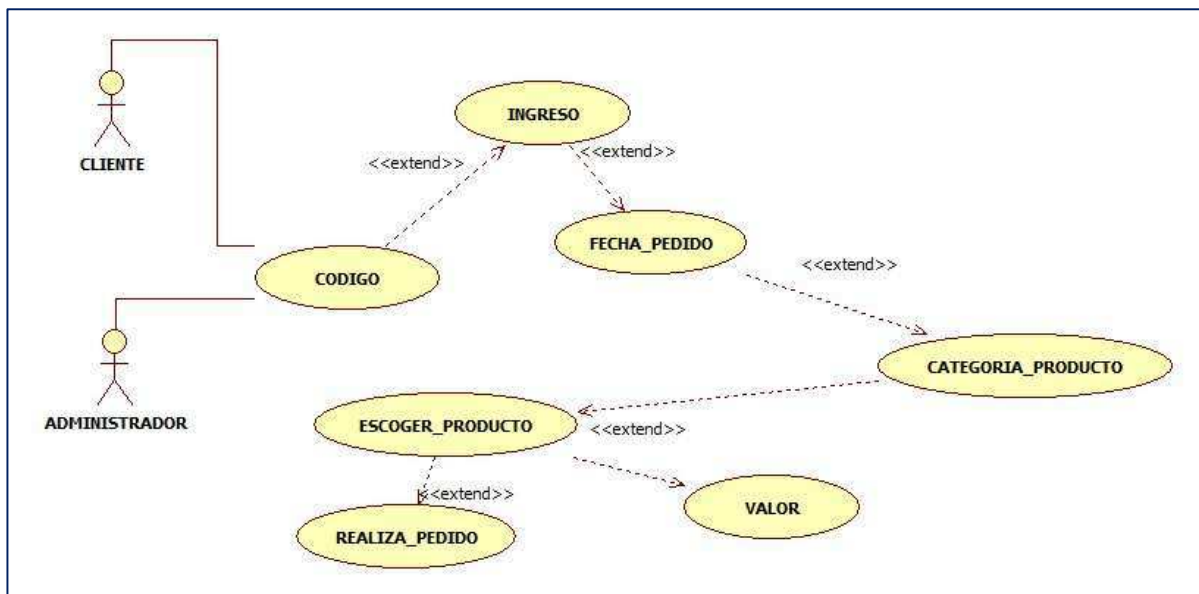 CLIENTE
INGRESO
<<extend>>
<<extend>>
FECHA_PEDIDO
<<extend>>
CODIGO
CATEGORIA_PRODUCTO
ADMINISTRADOR
ESCOGER_PRODUCTO
<<extend>>
<<extend>>
VALOR
REALIZA_PEDIDO